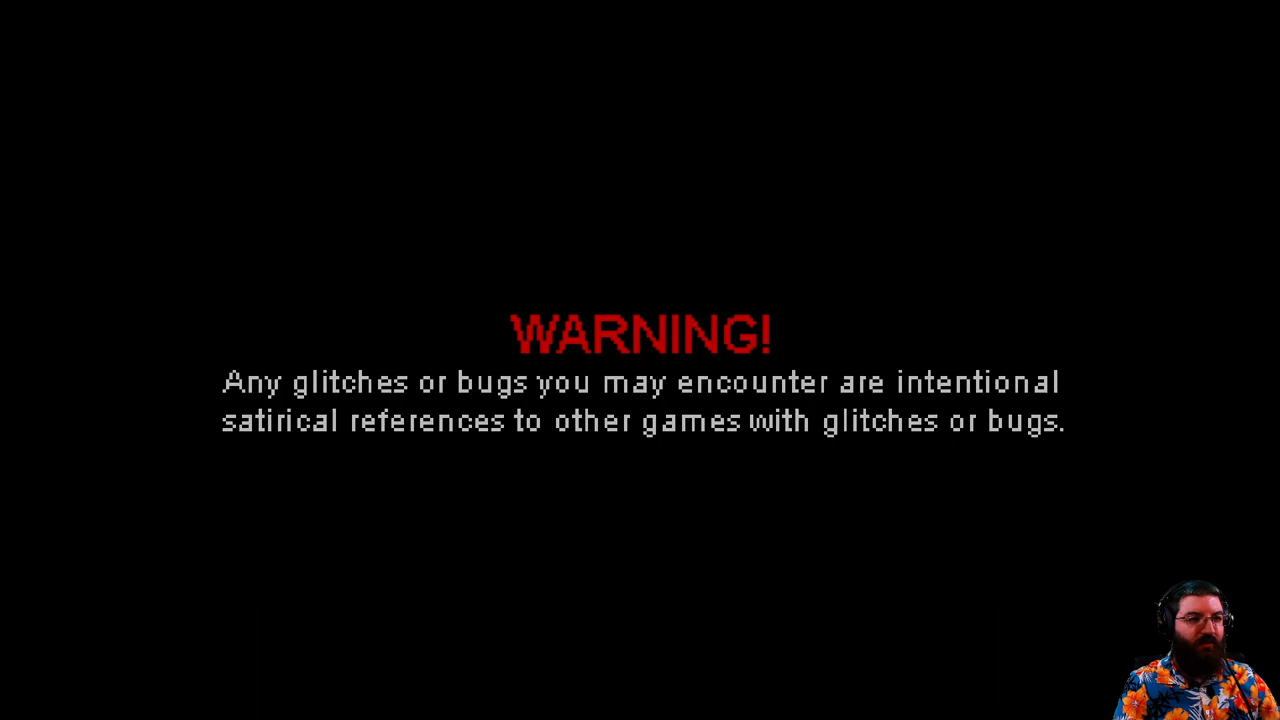 WARNING!
Any glitches or bugs you may encounter are intentional
satirical references to other games with glitches or bugs.